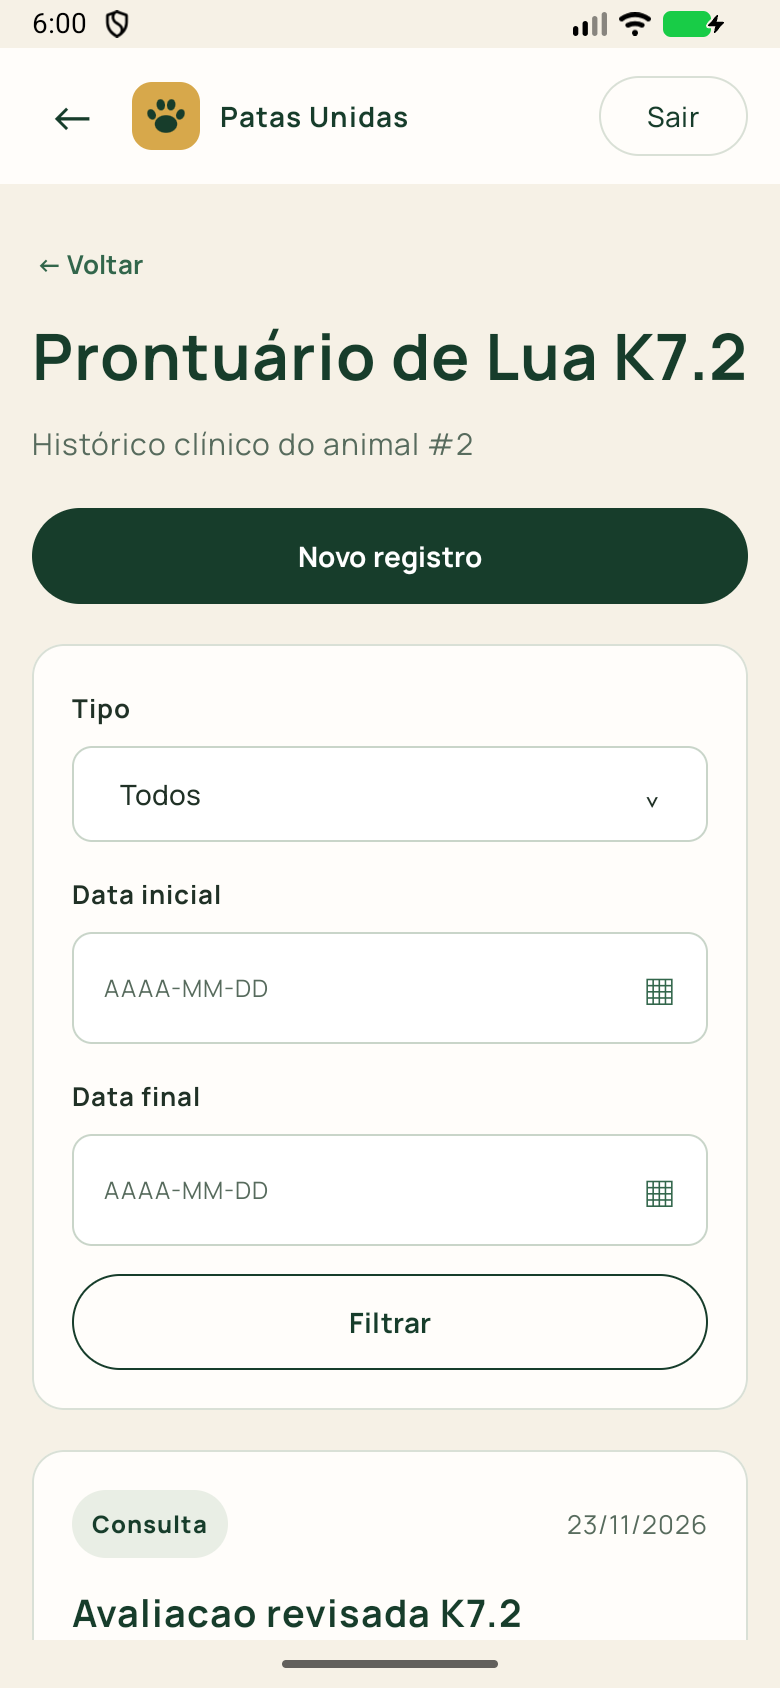 6:00
Patas Unidas
Sair
← Voltar
Prontuário de Lua K7.2
Histórico clínico do animal #2
Novo registro
Tipo
Todos
Data inicial
AAAA-MM-DD
Data final
AAAA-MM-DD
Filtrar
Consulta
23/11/2026
Avaliacao revisada K7.2